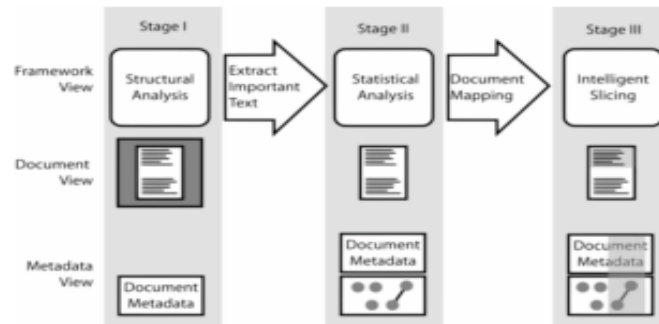 Stage I
Stage II
Stage III
Framework
View
Structural
Analysis
Extract
Important
Text
Statistical
Analysis
Document
Mapping
Intelligent
Slicing
Document
View
Metadata
View
Document
Metadata
Document
Metadata
Document
Metadata